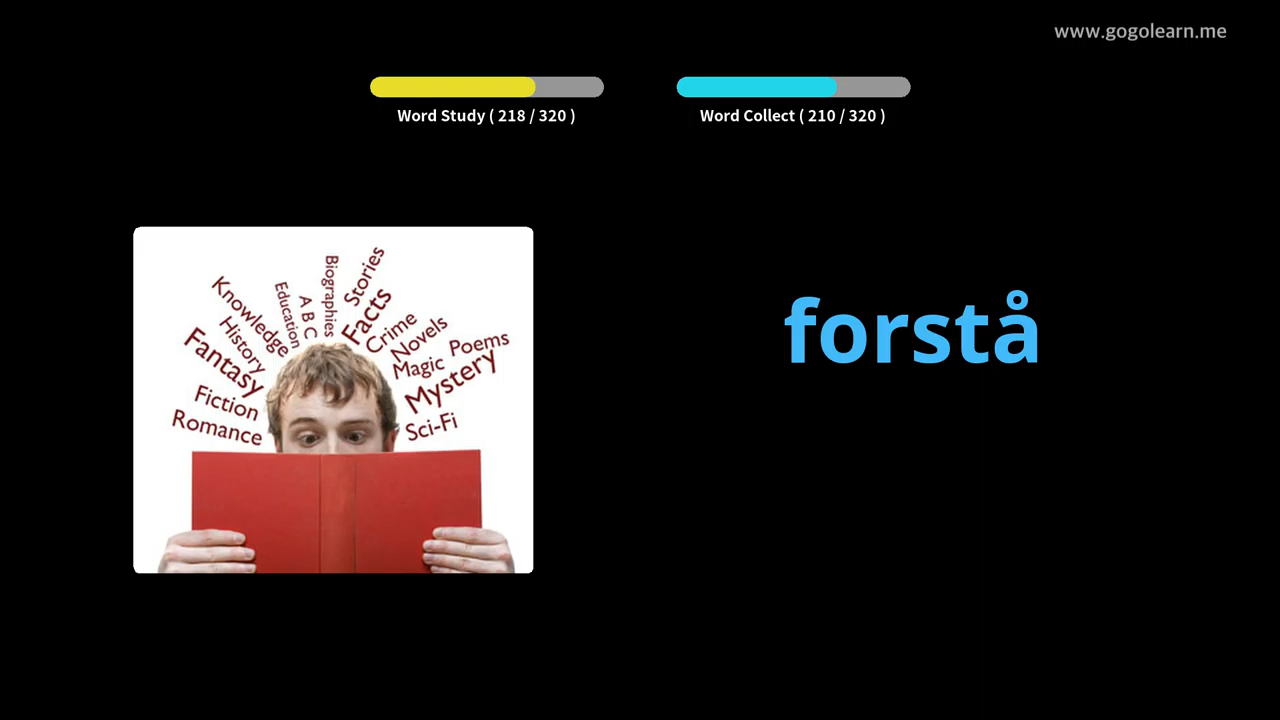 www.gogolearn.me
Word Study ( 218 / 320 )
Word Collect ( 210 / 320 )
Knowledge
Education
A B C
Biographies
Stories
Facts
Crime
Novels
Poems
History
Fantasy
Magic
Mystery
Fiction
Romance
Sci-Fi
forstå